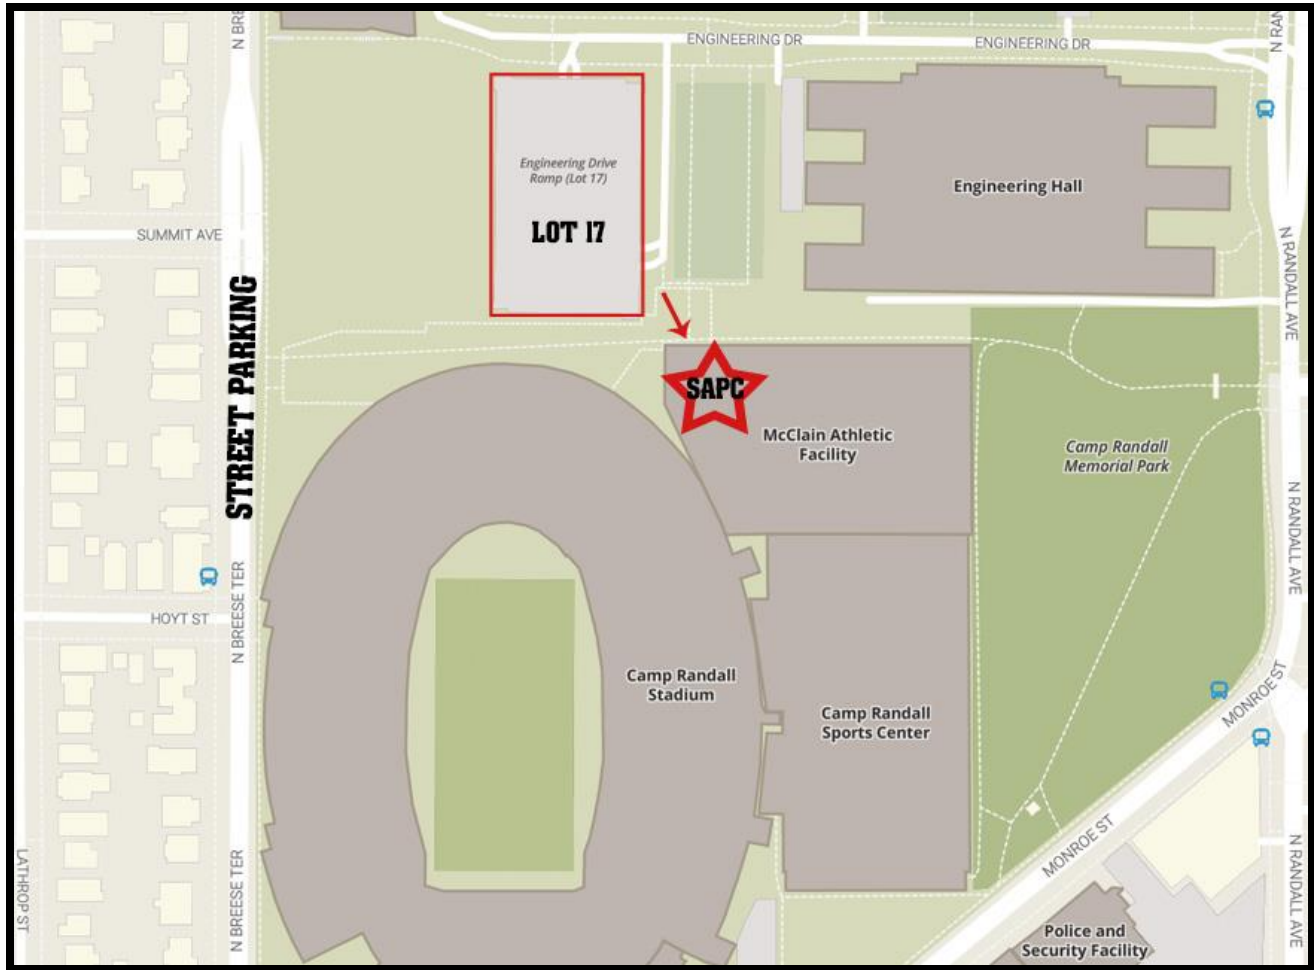 N BRE
ENGINEERING DR
ENGINEERING DR
N RAN
Engineering Drive
Ramp (Lot 17)
LOT 17
Engineering Hall
SUMMIT AVE
N RANDALL AVE
STREET PARKING
SAPC
McClain Athletic
Facility
Camp Randall
Memorial Park
N RANDALL AVE
HOYT ST
N BREESE TER
Camp Randall
Stadium
Camp Randall
Sports Center
MONROE ST
MONROE ST
LATHROP ST
N BREESE TER
N RANDALL AVE
Police and
Security Facility